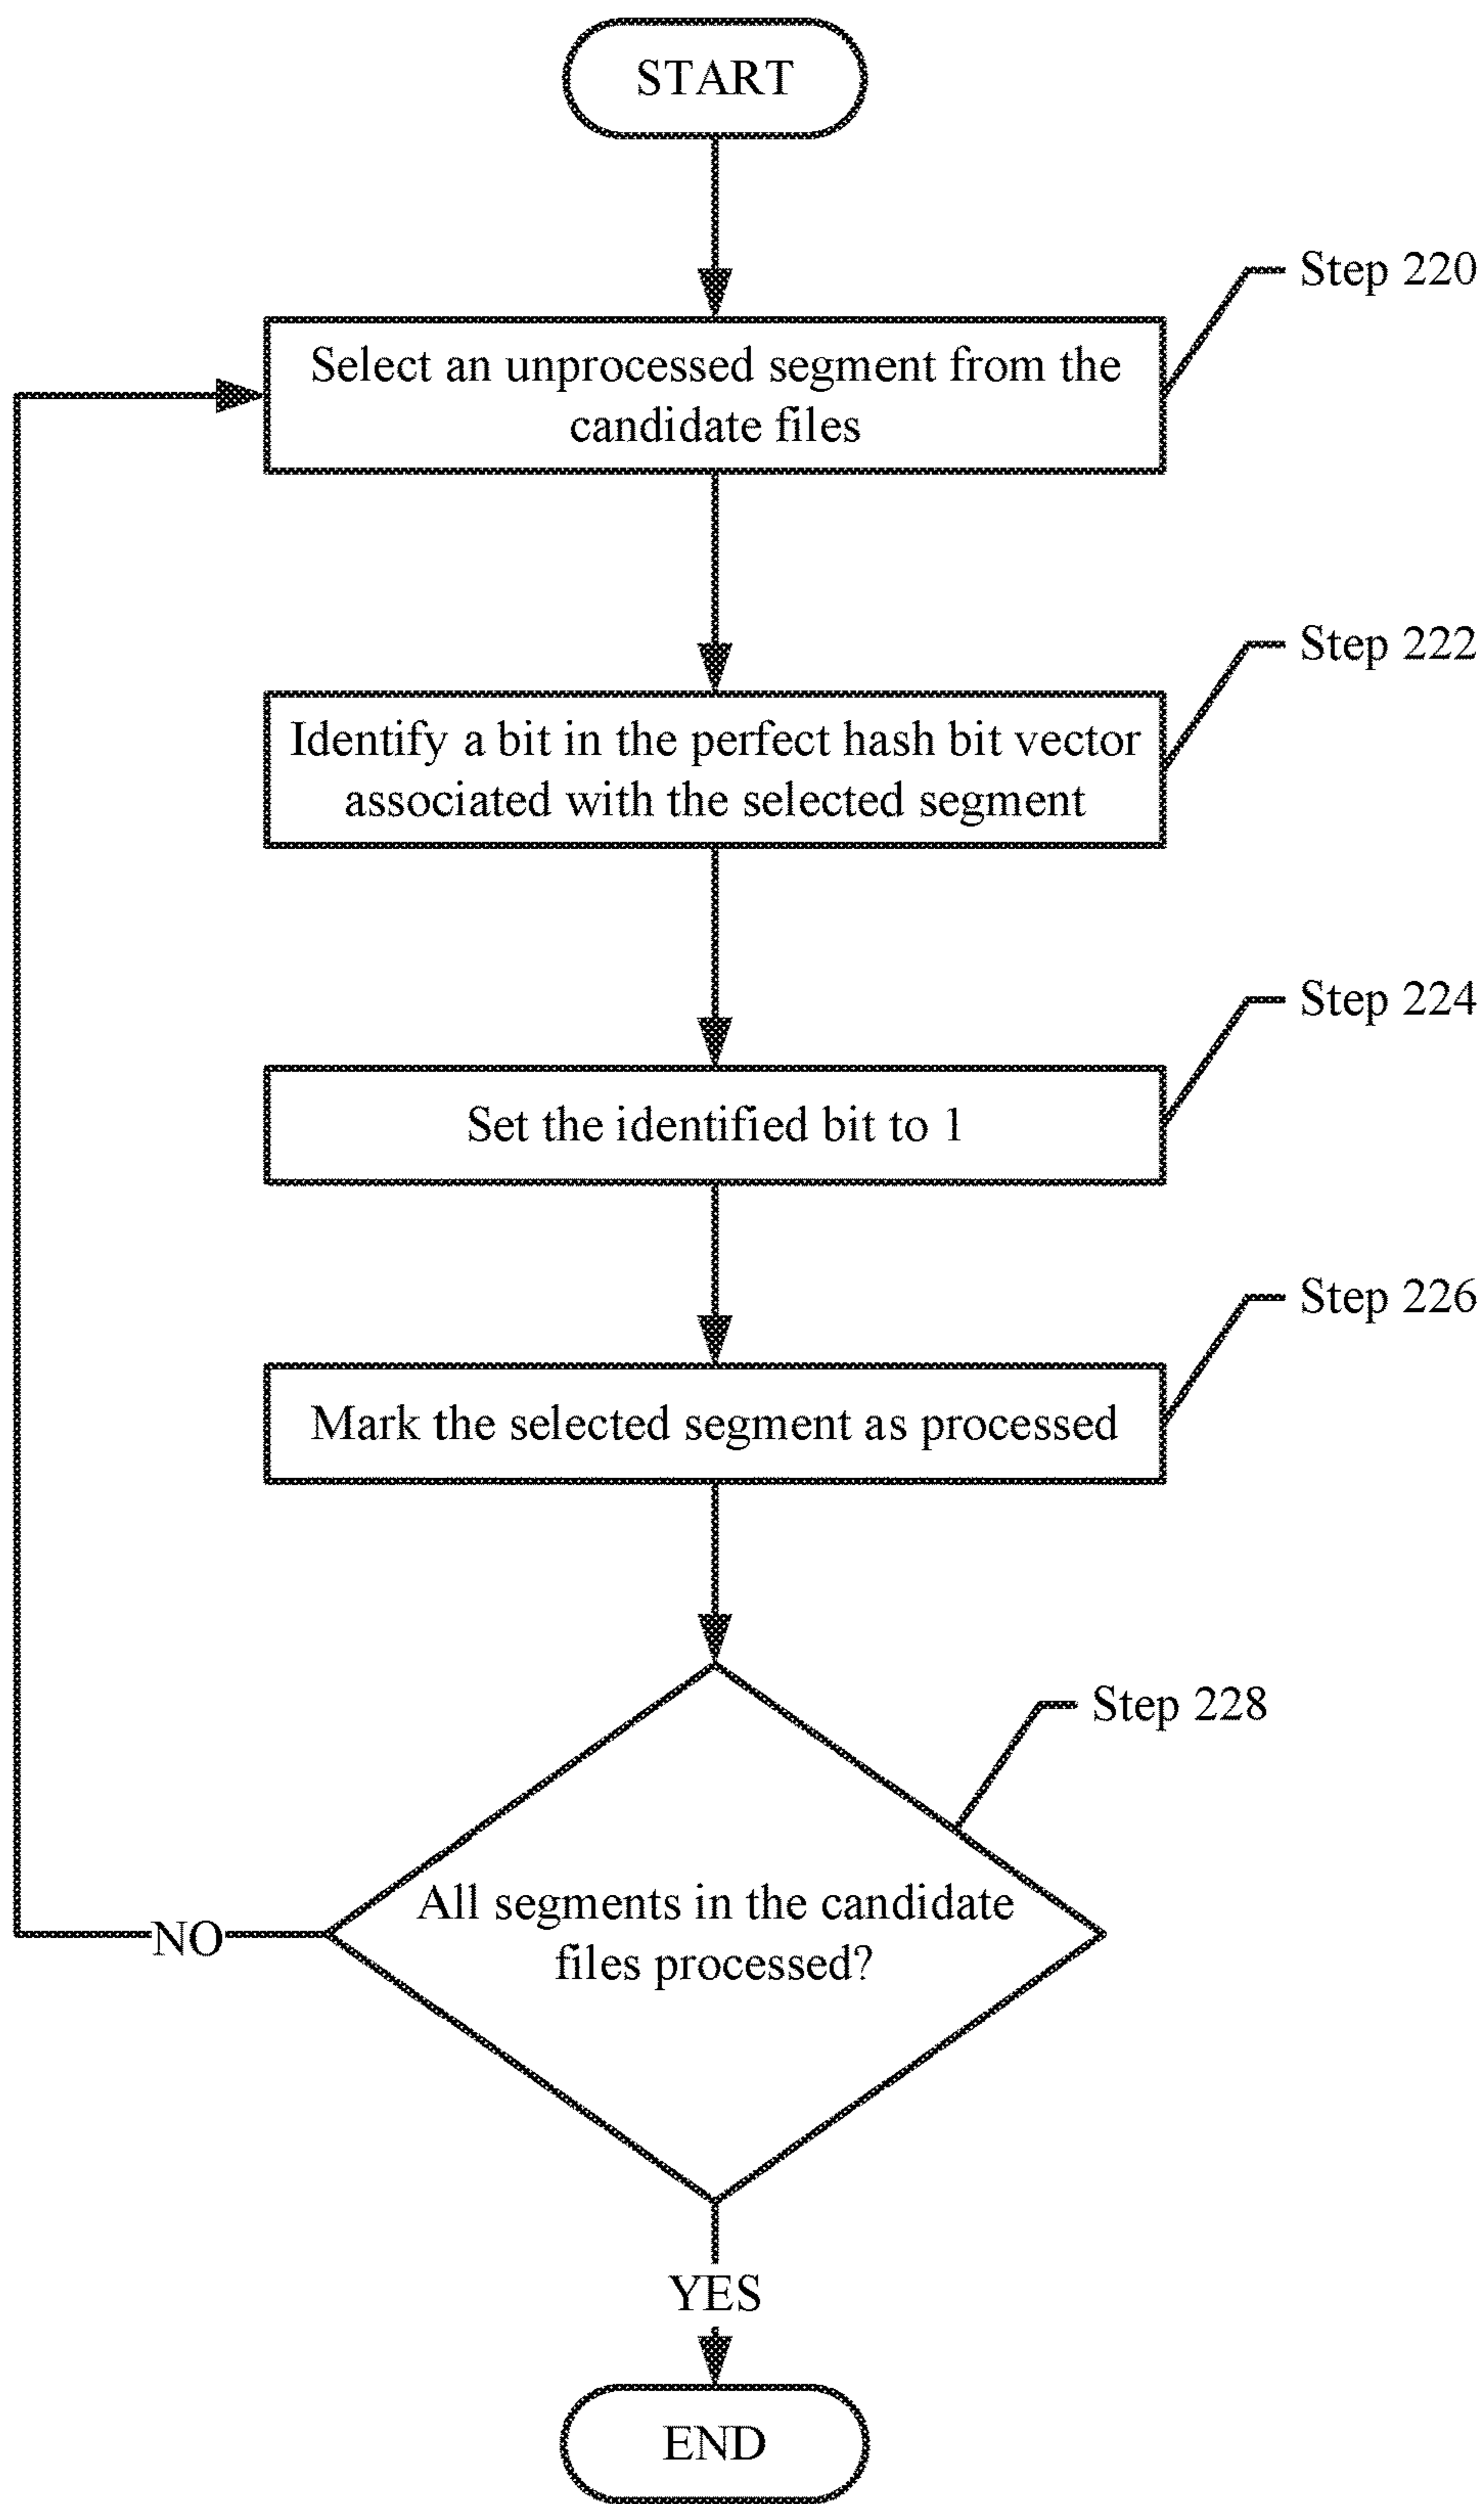 START
Step 220
Select an unprocessed segment from the
candidate files
Step 222
Identify a bit in the perfect hash bit vector
associated with the selected segment
Step 224
Set the identified bit to 1
Step 226
Mark the selected segment as processed
Step 228
All segments in the candidate
files processed?
NO
YES
END